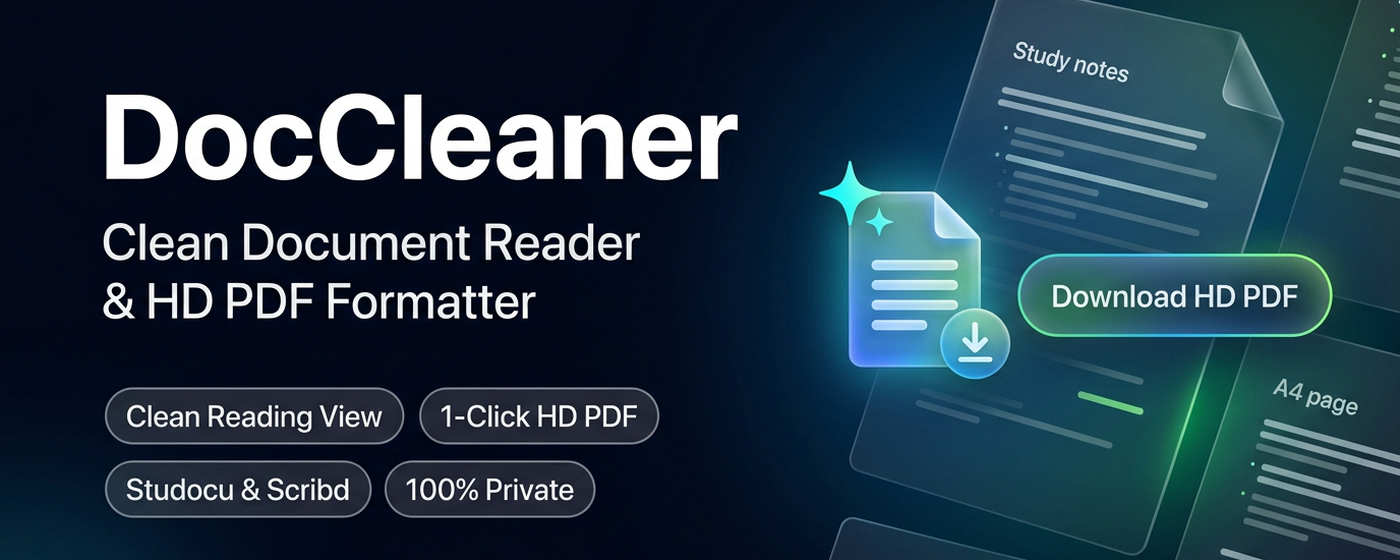 DocCleaner
Clean Document Reader
& HD PDF Formatter
Clean Reading View
1-Click HD PDF
Studocu & Scribd
100% Private
Study notes
Download HD PDF
A4 page